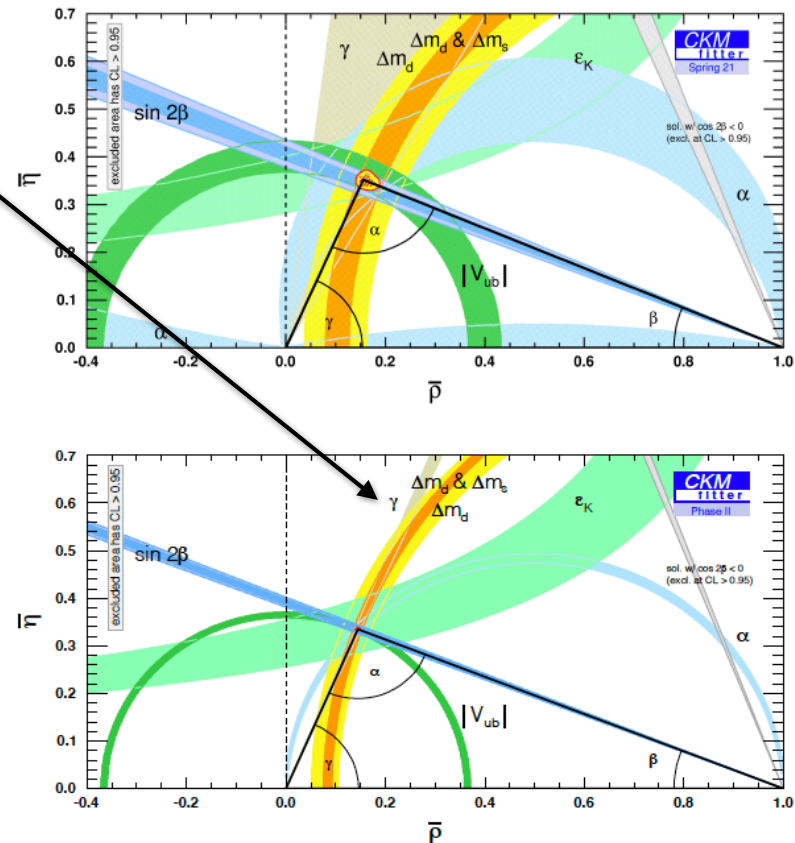 0.7
0.6
0.5
0.4
0.3
0.2
0.1
0.0
η̄
excluded area has CL > 0.95
sin 2β
γ
Δm_d
Δm_d & Δm_s
ε_K
CKM
fitter
Spring 21
sol. w/ cos 2β < 0
(excl. at CL > 0.95)
α
α
|V_ub|
α
γ
β
-0.4 -0.2 0.0 0.2 0.4 0.6 0.8 1.0
ρ̄
0.7
0.6
0.5
0.4
0.3
0.2
0.1
0.0
η̄
excluded area has CL > 0.95
sin 2β
γ
Δm_d & Δm_s
Δm_d
ε_K
CKM
fitter
Phase II
sol. w/ cos 2β < 0
(excl. at CL > 0.95)
α
α
|V_ub|
γ
β
-0.4 -0.2 0.0 0.2 0.4 0.6 0.8 1.0
ρ̄